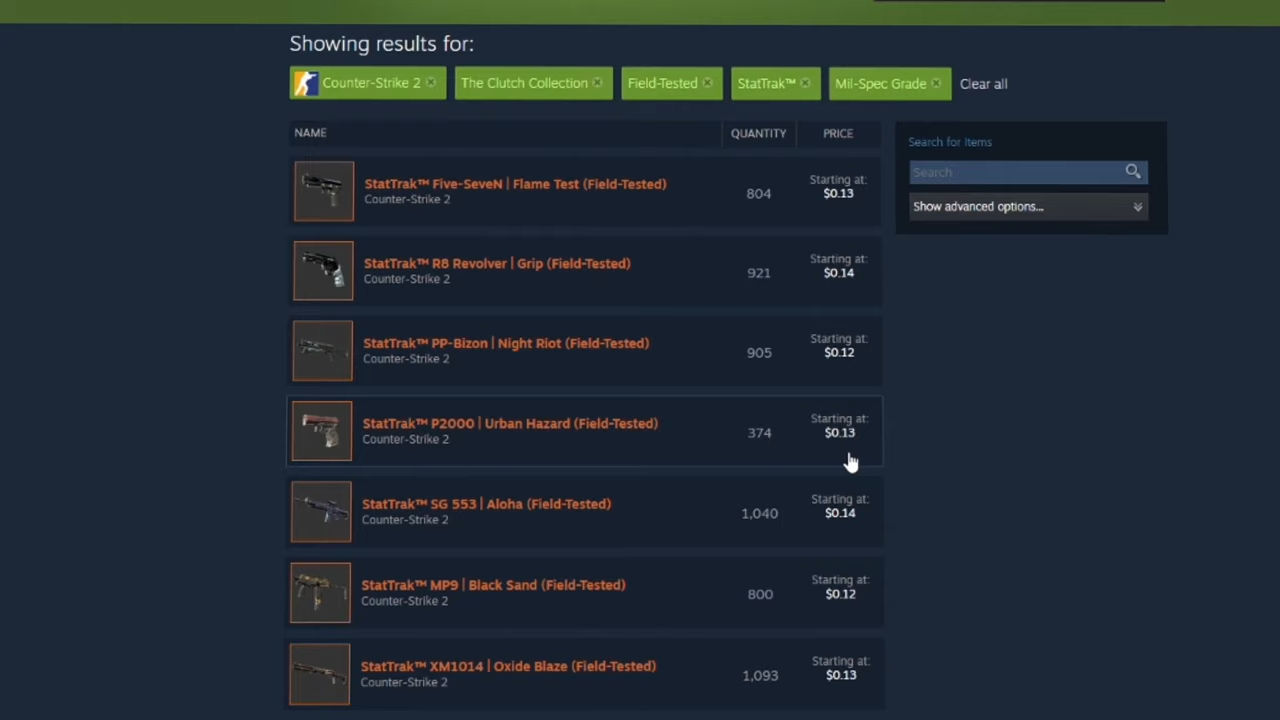 Showing results for:
Counter-Strike 2 The Clutch Collection Field-Tested StatTrak™ Mil-Spec Grade Clear all
NAME QUANTITY PRICE
Search for Items
Search
Show advanced options...
StatTrak™ Five-SeveN | Flame Test (Field-Tested)
Counter-Strike 2
804
Starting at:
$0.13
StatTrak™ R8 Revolver | Grip (Field-Tested)
Counter-Strike 2
921
Starting at:
$0.14
StatTrak™ PP-Bizon | Night Riot (Field-Tested)
Counter-Strike 2
905
Starting at:
$0.12
StatTrak™ P2000 | Urban Hazard (Field-Tested)
Counter-Strike 2
374
Starting at:
$0.13
StatTrak™ SG 553 | Aloha (Field-Tested)
Counter-Strike 2
1,040
Starting at:
$0.14
StatTrak™ MP9 | Black Sand (Field-Tested)
Counter-Strike 2
800
Starting at:
$0.12
StatTrak™ XM1014 | Oxide Blaze (Field-Tested)
Counter-Strike 2
1,093
Starting at:
$0.13